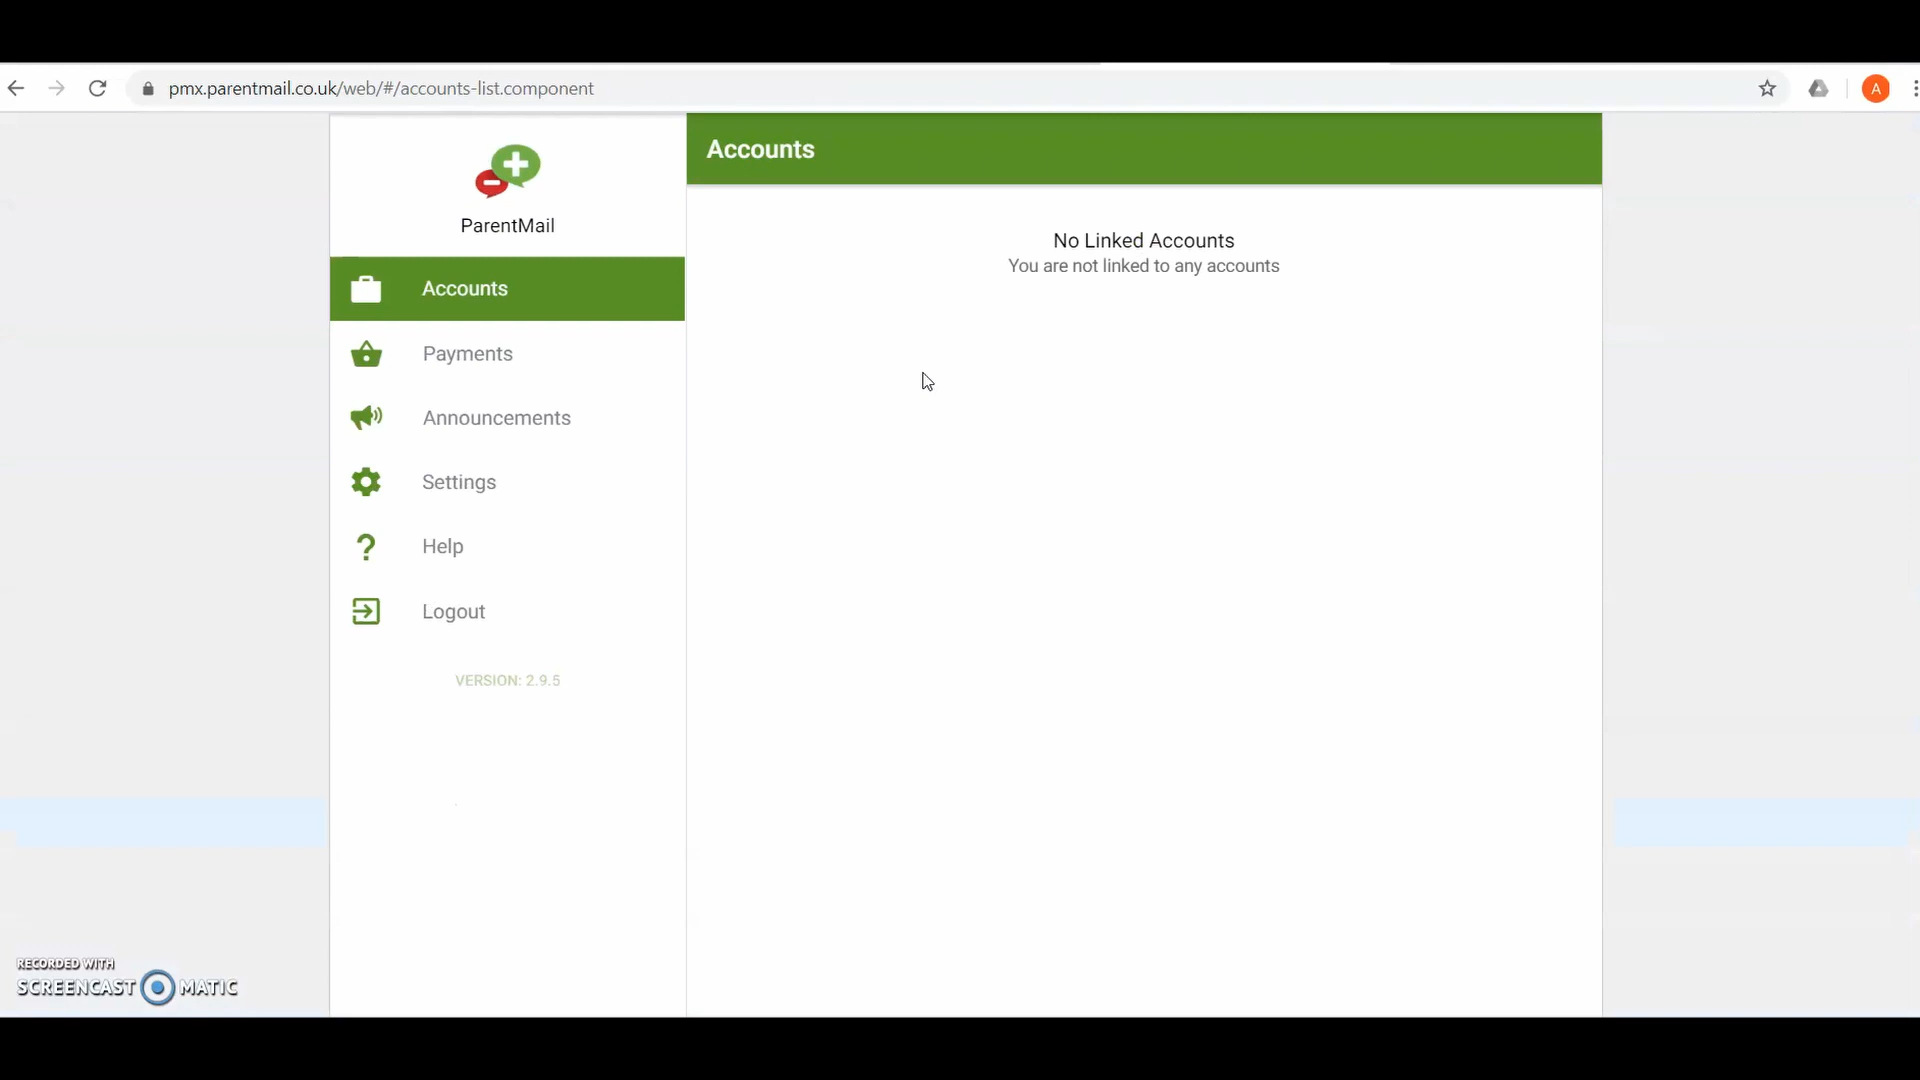 pmx.parentmail.co.uk/web/#/accounts-list.component
A
ParentMail
Accounts
Payments
Announcements
Settings
Help
Logout
VERSION: 2.9.5
Accounts
No Linked Accounts
You are not linked to any accounts
RECORDED WITH
SCREENCAST MATIC